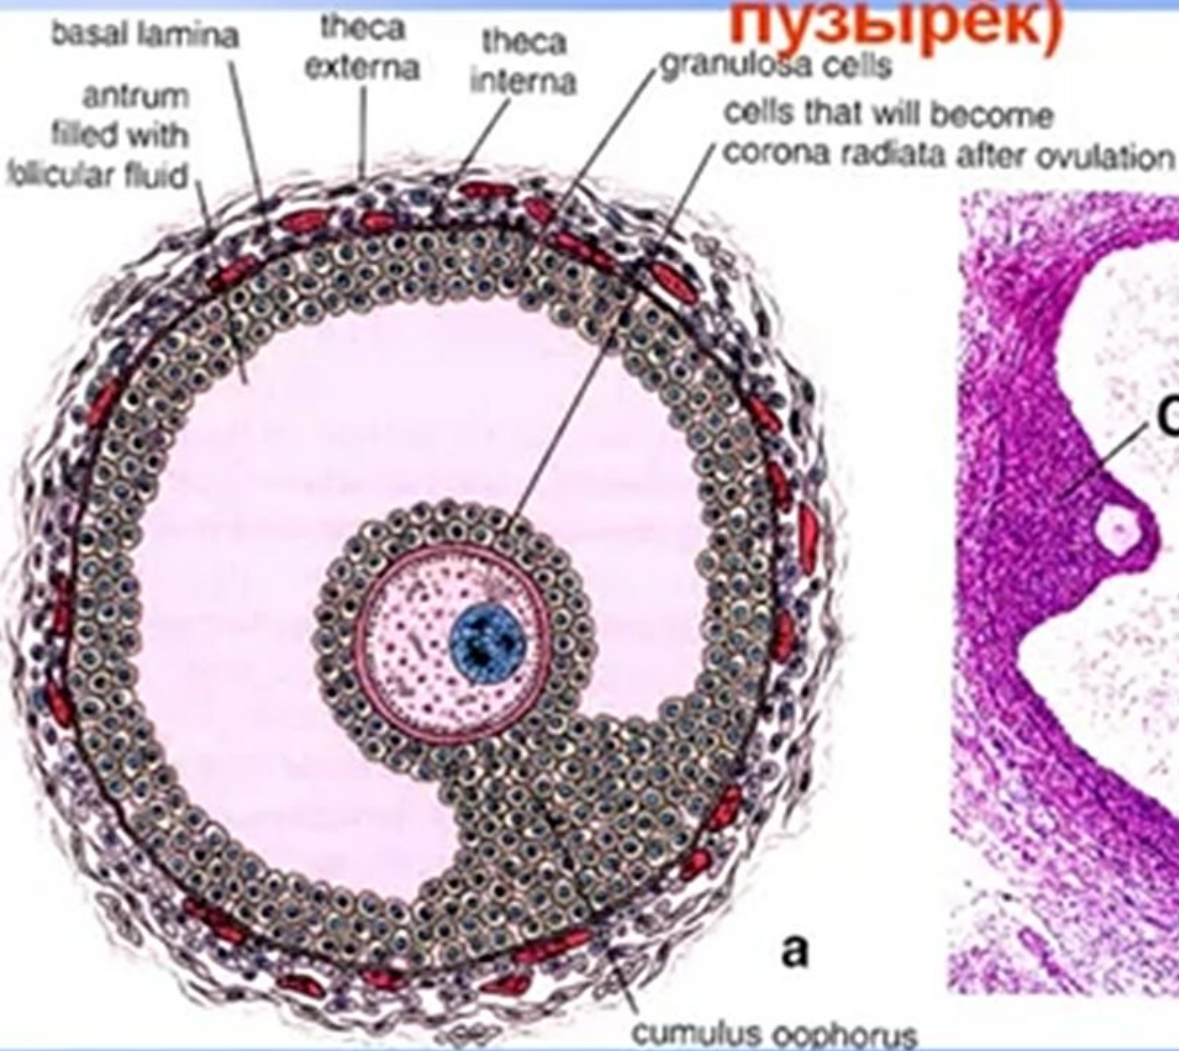 пузырёк)
basal lamina
theca
externa
theca
interna
granulosa cells
antrum
filled with
follicular fluid
cells that will become
corona radiata after ovulation
a
cumulus oophorus